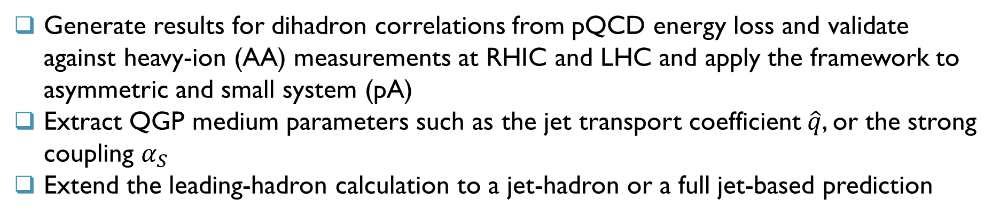 ❑ Generate results for dihadron correlations from pQCD energy loss and validate
against heavy-ion (AA) measurements at RHIC and LHC and apply the framework to
asymmetric and small system (pA)
❑ Extract QGP medium parameters such as the jet transport coefficient q̂, or the strong
coupling α_S
❑ Extend the leading-hadron calculation to a jet-hadron or a full jet-based prediction